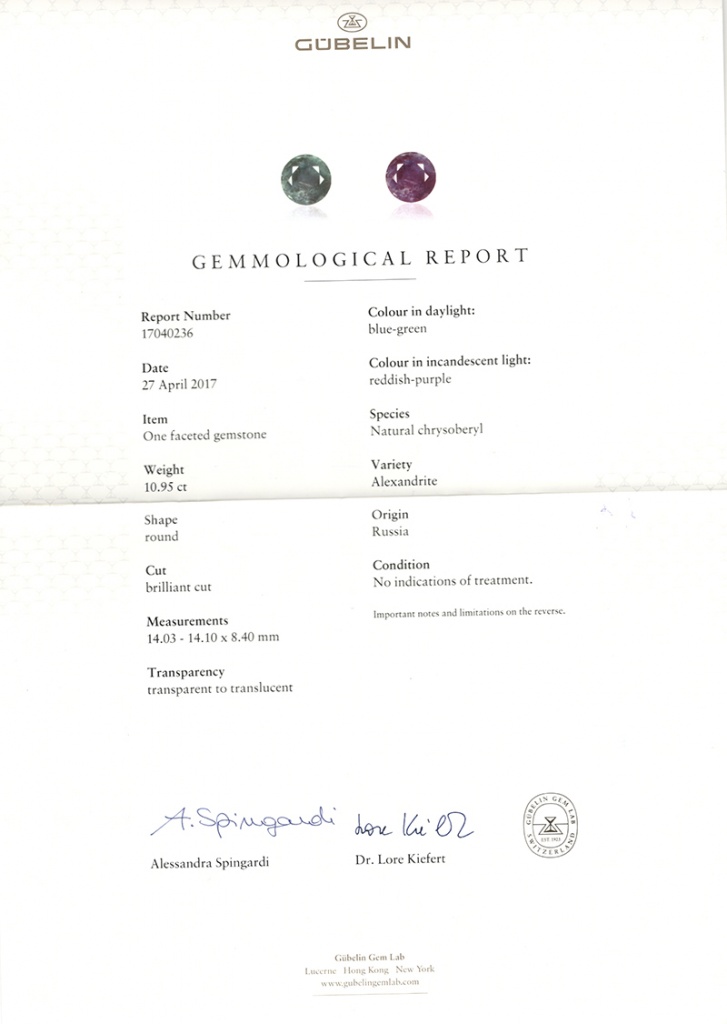 GÜBELIN
GEMMOLOGICAL REPORT
Report Number
17040236
Date
27 April 2017
Item
One faceted gemstone
Weight
10.95 ct
Shape
round
Cut
brilliant cut
Measurements
14.03 - 14.10 x 8.40 mm
Transparency
transparent to translucent
Colour in daylight:
blue-green
Colour in incandescent light:
reddish-purple
Species
Natural chrysoberyl
Variety
Alexandrite
Origin
Russia
Condition
No indications of treatment.
Important notes and limitations on the reverse.
A. Spingardi
Alessandra Spingardi
Lore Kiefert
Dr. Lore Kiefert
GÜBELIN GEM LAB
SWITZERLAND
EST. 1923
Gübelin Gem Lab
Lucerne Hong Kong New York
www.gubelingemlab.com